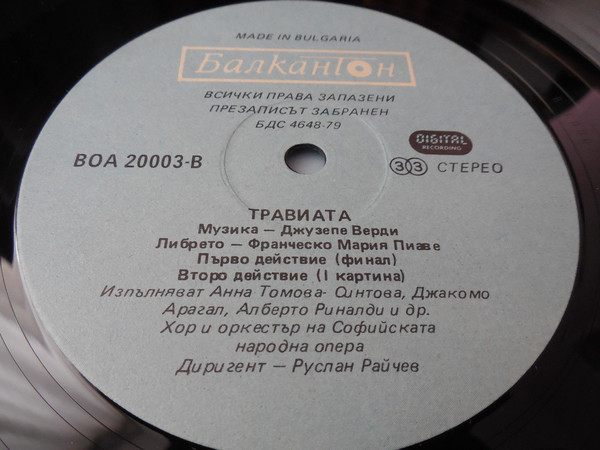 MADE IN BULGARIA
Балкантон
ВСИЧКИ ПРАВА ЗАПАЗЕНИ
ПРЕЗАПИСЪТ ЗАБРАНЕН
БДС 4648-79
DIGITAL
RECORDING
ВОА 20003-В
33 СТЕРЕО
ТРАВИАТА
Музика – Джузепе Верди
Либрето – Франческо Мария Пиаве
Първо действие (финал)
Второ действие (I картина)
Изпълняват Анна Томова- Синтова, Джакомо
Арагал, Алберто Риналди и др.
Хор и оркестър на Софийската
народна опера
Диригент – Руслан Райчев